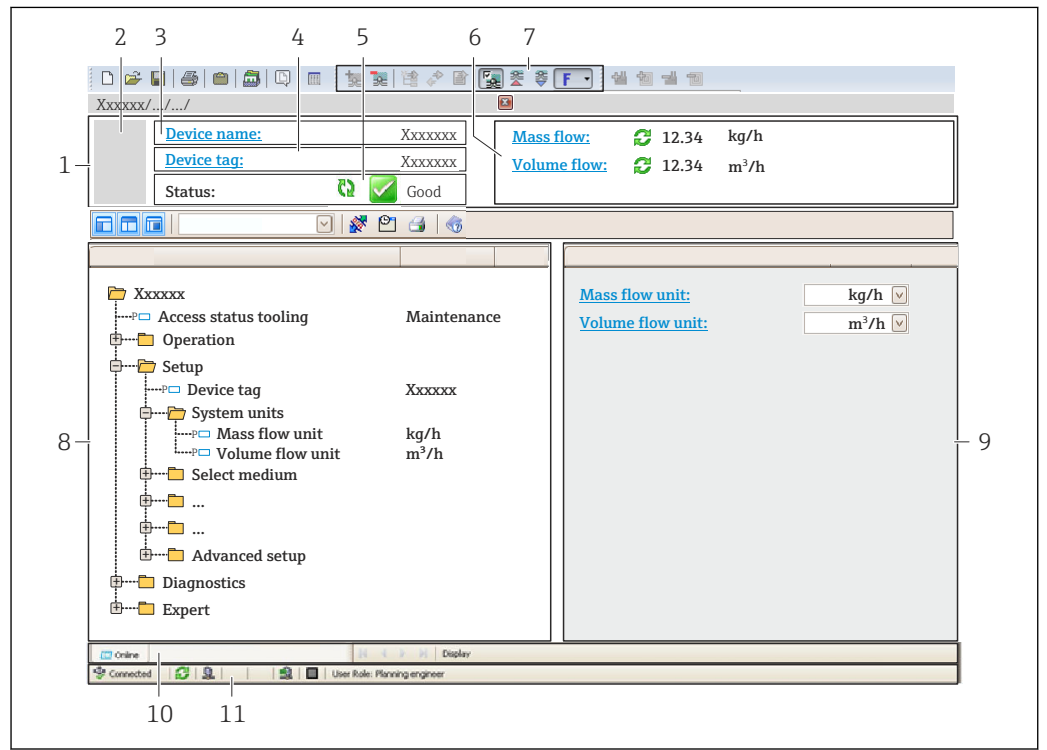 2 3 4 5 6 7
F
Xxxxxx/.../.../
1
Device name: Xxxxxxx
Device tag: Xxxxxxx
Status: Good
Mass flow: 12.34 kg/h
Volume flow: 12.34 m³/h
Xxxxxx
P Access status tooling Maintenance
Operation
Setup
P Device tag Xxxxxx
System units
P Mass flow unit kg/h
P Volume flow unit m³/h
Select medium
...
...
Advanced setup
Diagnostics
Expert
8
Mass flow unit: kg/h
Volume flow unit: m³/h
9
Online Display
Connected User Role: Planning engineer
10 11